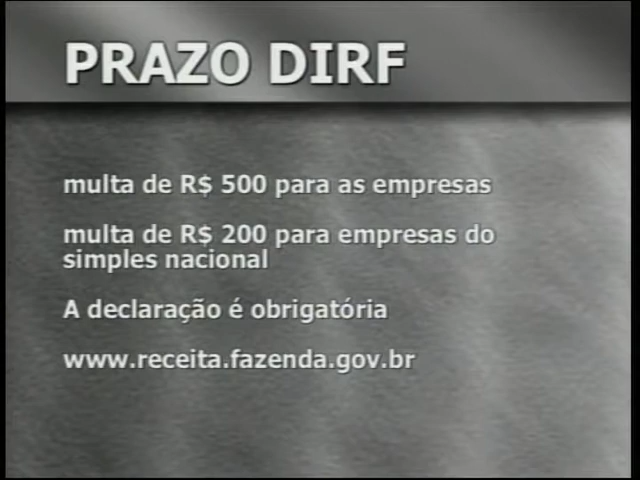 PRAZO DIRF
multa de R$ 500 para as empresas
multa de R$ 200 para empresas do
simples nacional
A declaração é obrigatória
www.receita.fazenda.gov.br